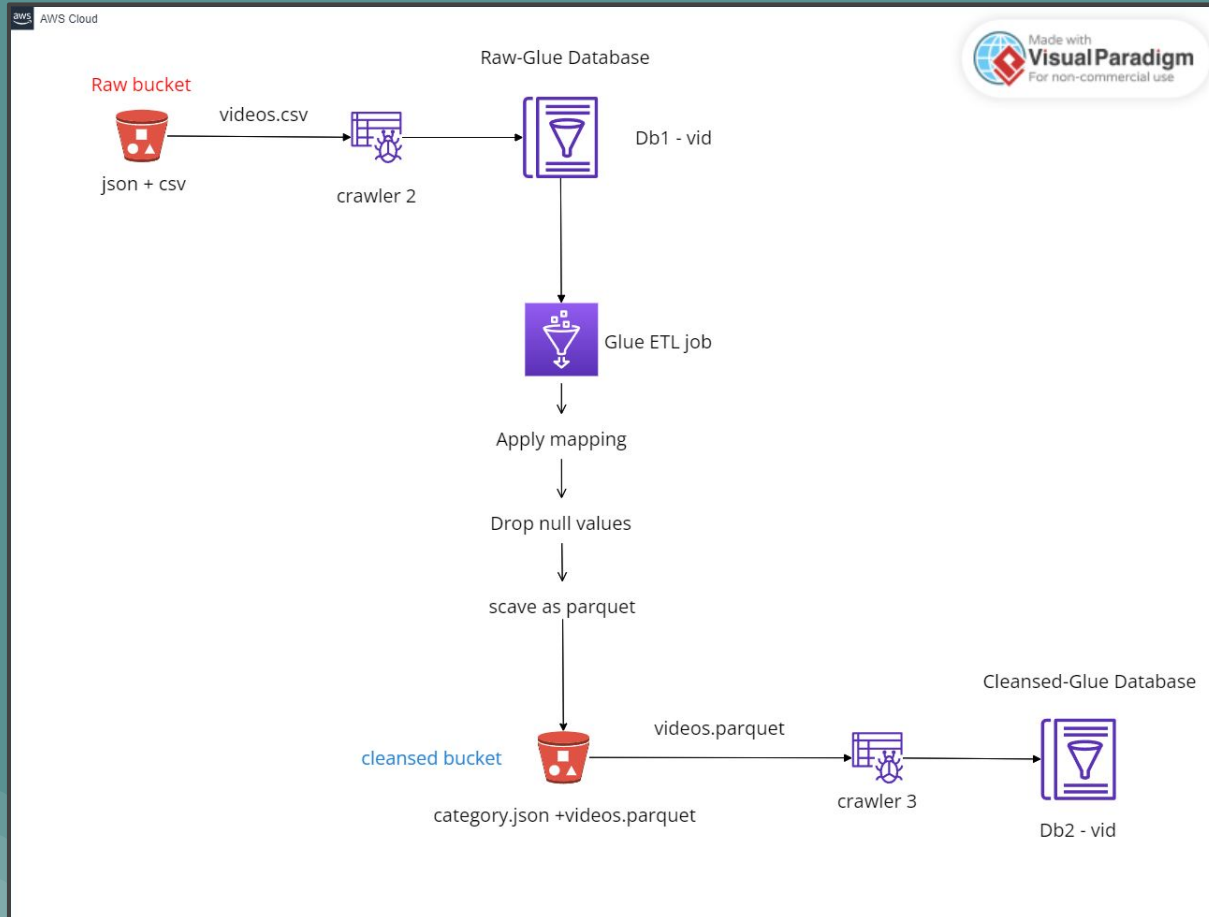 aws AWS Cloud
Made with
Visual Paradigm
For non-commercial use
Raw-Glue Database
Raw bucket
videos.csv
Db1 - vid
json + csv
crawler 2
Glue ETL job
Apply mapping
Drop null values
scave as parquet
Cleansed-Glue Database
videos.parquet
cleansed bucket
crawler 3
category.json +videos.parquet
Db2 - vid